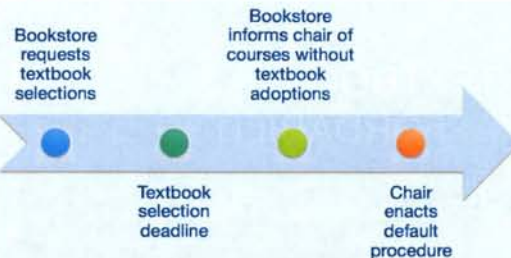 Bookstore
requests
textbook
selections
Textbook
selection
deadline
Bookstore
informs chair of
courses without
textbook
adoptions
Chair
enacts
default
procedure